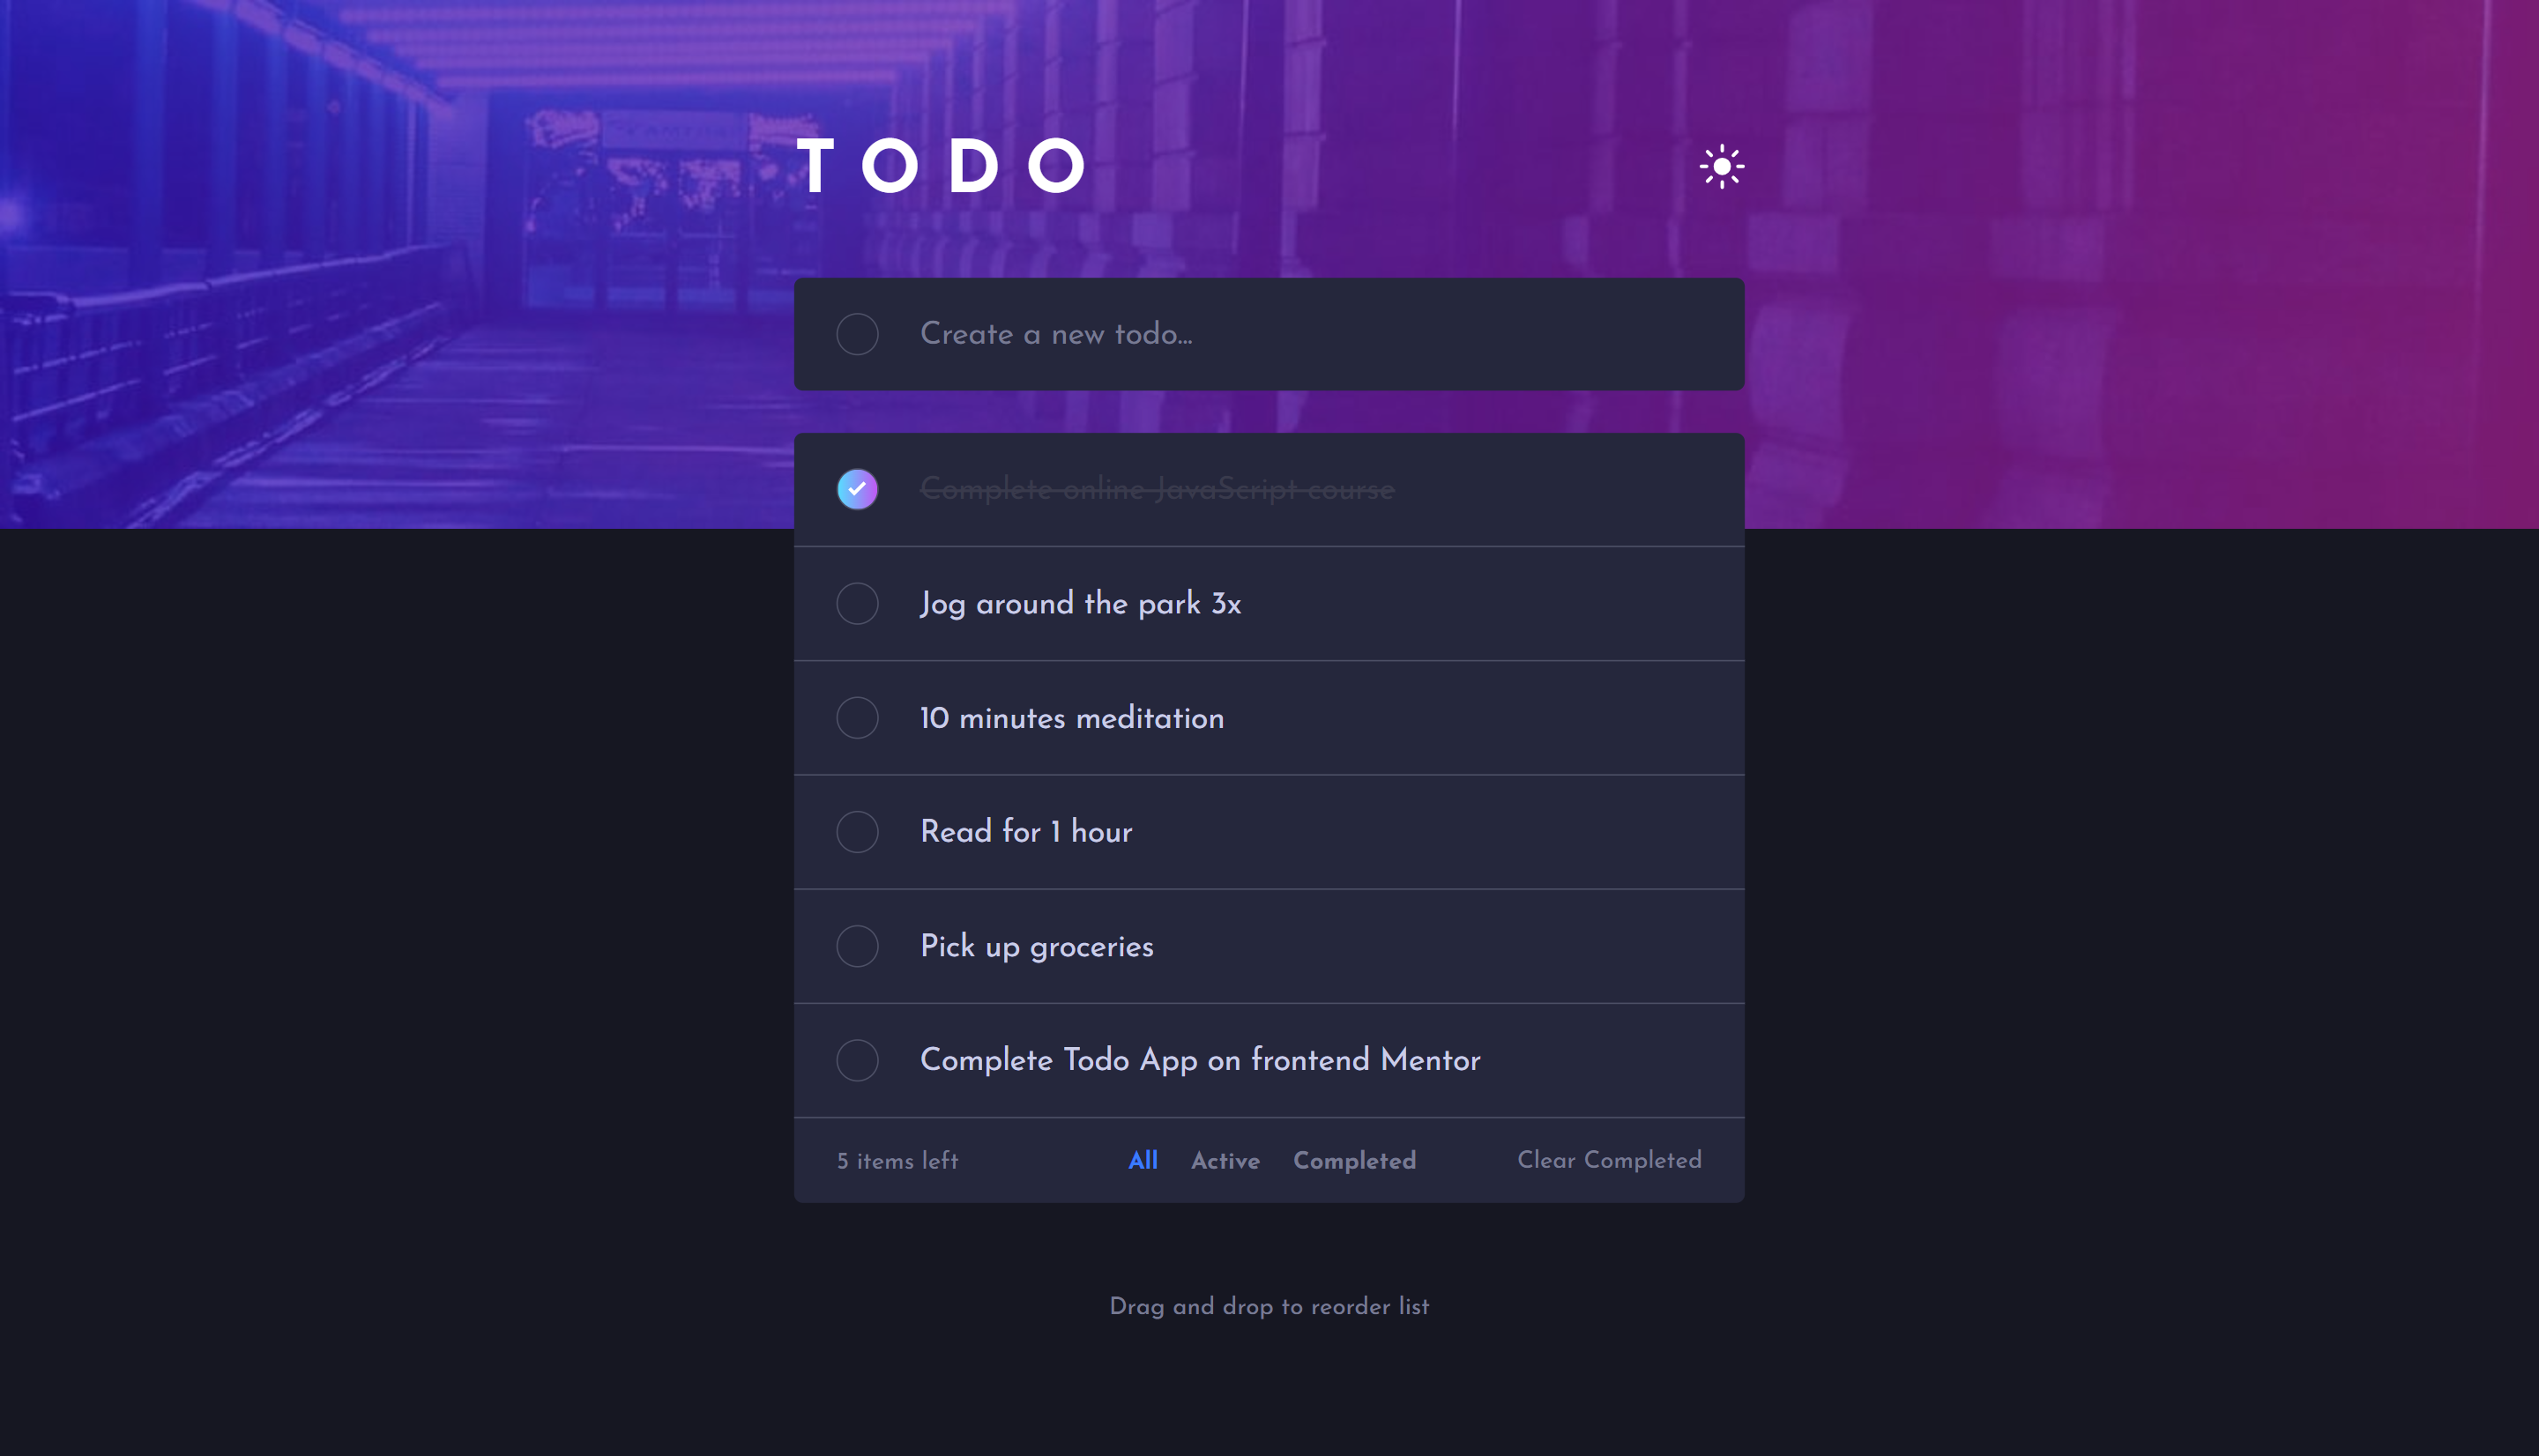 TODO
Create a new todo...
Complete online JavaScript course
Jog around the park 3x
10 minutes meditation
Read for 1 hour
Pick up groceries
Complete Todo App on frontend Mentor
5 items left All Active Completed Clear Completed
Drag and drop to reorder list